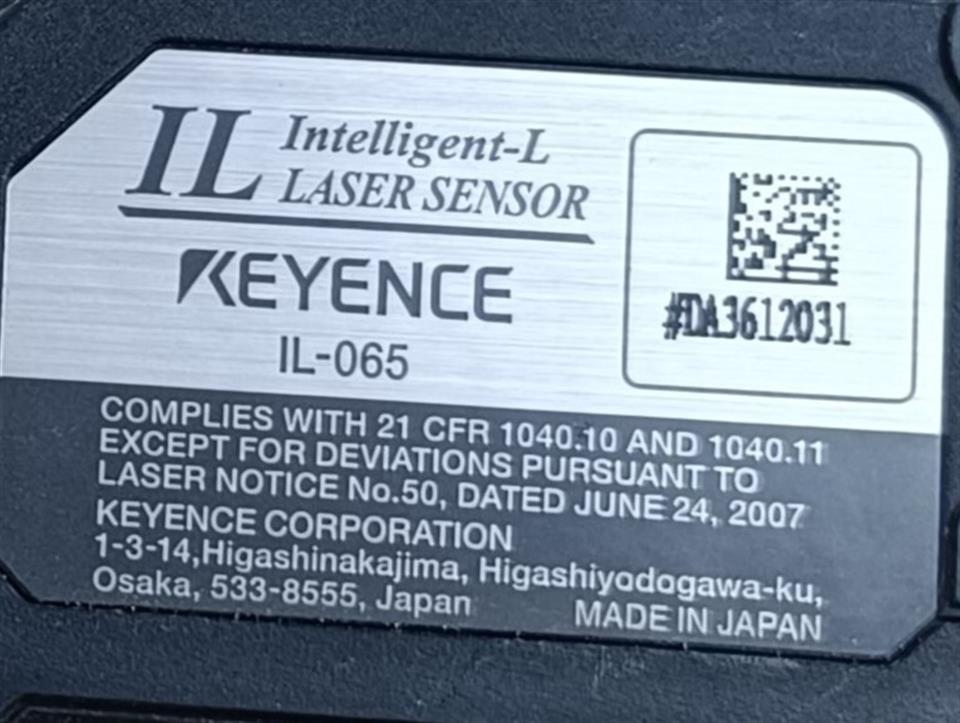 IL Intelligent-L
LASER SENSOR
KEYENCE
IL-065
#DA3612031
COMPLIES WITH 21 CFR 1040.10 AND 1040.11
EXCEPT FOR DEVIATIONS PURSUANT TO
LASER NOTICE No.50, DATED JUNE 24, 2007
KEYENCE CORPORATION
1-3-14,Higashinakajima, Higashiyodogawa-ku,
Osaka, 533-8555, Japan MADE IN JAPAN